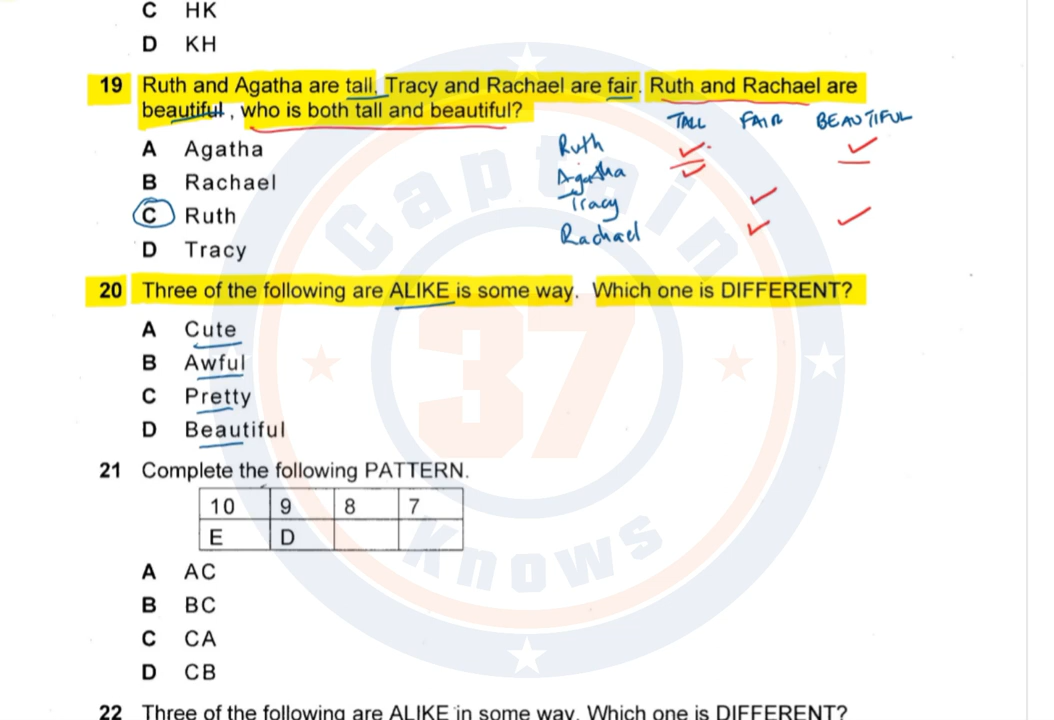 C HK
D KH
19 Ruth and Agatha are tall, Tracy and Rachael are fair. Ruth and Rachael are
beautiful , who is both tall and beautiful?
TALL FAIR BEAUTIFUL
A Agatha
B Rachael
C Ruth
D Tracy
Ruth
Agatha
Tracy
Rachael
20 Three of the following are ALIKE is some way. Which one is DIFFERENT?
A Cute
B Awful
C Pretty
D Beautiful
21 Complete the following PATTERN.
10 9 8 7
E D
A AC
B BC
C CA
D CB
22 Three of the following are ALIKE in some way. Which one is DIFFERENT?
Captain
37
Knows